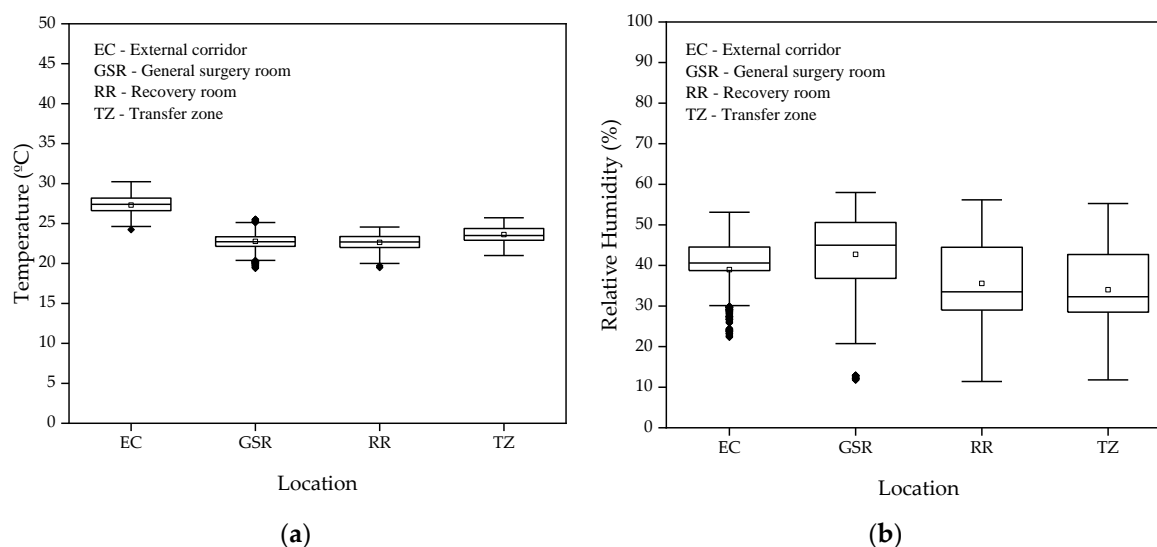 50
45
40
35
30
25
20
15
10
5
0
Temperature (ºC)
EC - External corridor
GSR - General surgery room
RR - Recovery room
TZ - Transfer zone
EC GSR RR TZ
Location
(a)
100
90
80
70
60
50
40
30
20
10
0
Relative Humidity (%)
EC - External corridor
GSR - General surgery room
RR - Recovery room
TZ - Transfer zone
EC GSR RR TZ
Location
(b)